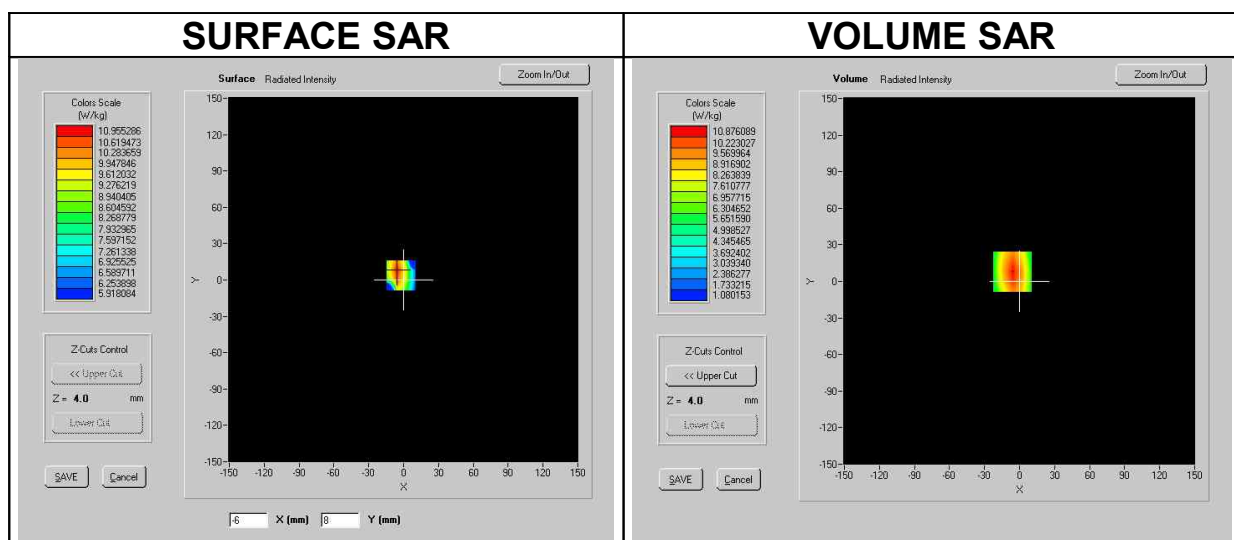 SURFACE SAR
Surface Radiated Intensity
Zoom In/Out
Colors Scale
(W/kg)
10.955286
10.619473
10.283659
9.947846
9.612032
9.276219
8.940405
8.604592
8.268779
7.932965
7.597152
7.261338
6.925525
6.589711
6.253898
5.918084
Z-Cuts Control
<< Upper Cut
Z = 4.0 mm
Lower Cut
SAVE Cancel
150
120
90
60
30
0
-30
-60
-90
-120
-150
Y
-150 -120 -90 -60 -30 0 30 60 90 120 150
X
-6 X (mm) 8 Y (mm)
VOLUME SAR
Volume Radiated Intensity
Zoom In/Out
Colors Scale
(W/kg)
10.876089
10.223027
9.569964
8.916902
8.263839
7.610777
6.957715
6.304652
5.651590
4.998527
4.345465
3.692402
3.039340
2.386277
1.733215
1.080153
Z-Cuts Control
<< Upper Cut
Z = 4.0 mm
Lower Cut
SAVE Cancel
150
120
90
60
30
0
-30
-60
-90
-120
-150
Y
-150 -120 -90 -60 -30 0 30 60 90 120 150
X